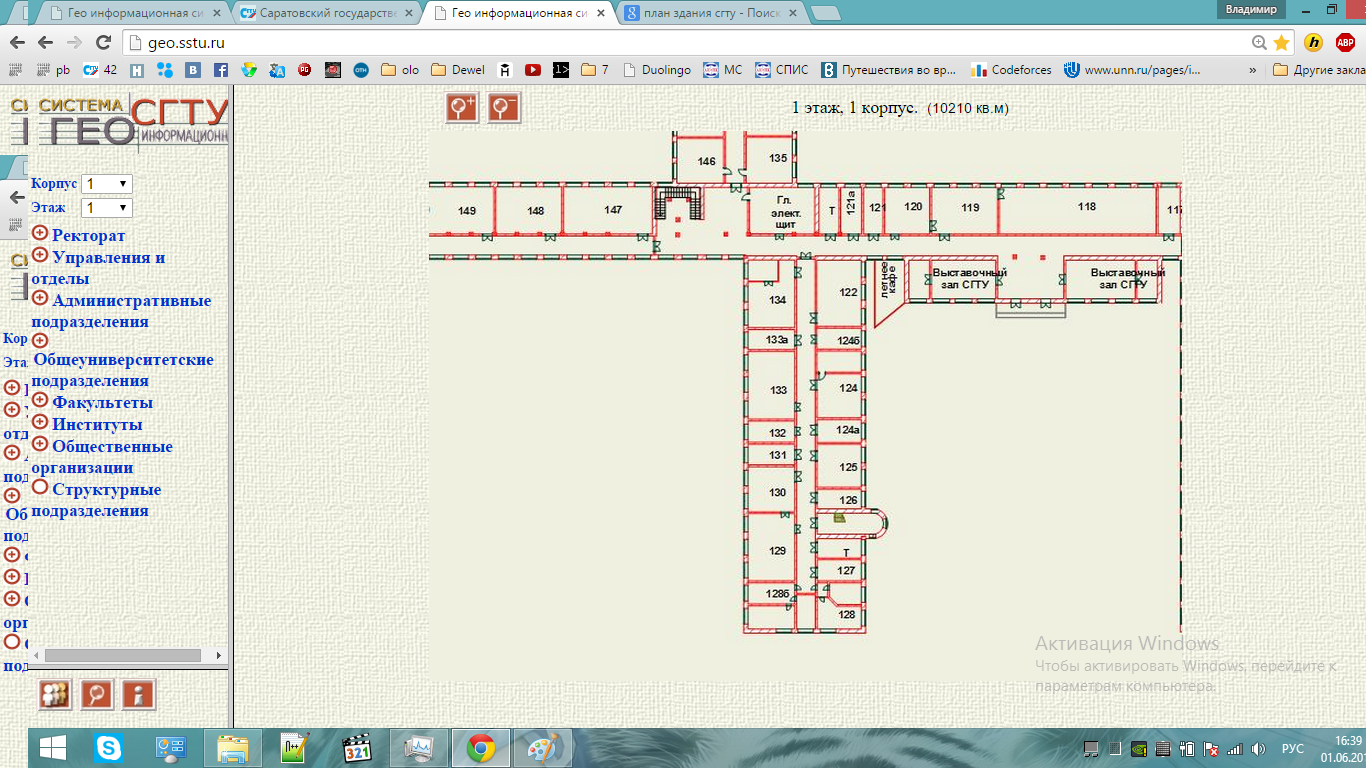 Владимир
Гео информационная си
Саратовский государстве
Гео информационная си
план здания сгту - Поиск
geo.sstu.ru
pb
42
olo
Dewel
7
Duolingo
МС
СПИС
Путешествия во вр...
Codeforces
www.unn.ru/pages/i...
»
Другие закла
СИСТЕМА СГТУ
ГЕО ИНФОРМАЦИОНН
Корпус 1
Этаж 1
Ректорат
Управления и
отделы
Административные
подразделения
Общеуниверситетские
подразделения
Факультеты
Институты
Общественные
организации
Структурные
подразделения
1 этаж, 1 корпус. (10210 кв.м)
146
135
149
148
147
Гл.
элект.
щит
Т
121а
121
120
119
118
117
134
122
летнее
кафе
Выставочный
зал СГТУ
Выставочный
зал СГТУ
133а
124б
133
124
132
124а
131
125
130
126
129
Т
127
128б
128
Активация Windows
Чтобы активировать Windows, перейдите к
параметрам компьютера.
321
РУС
16:39
01.06.20